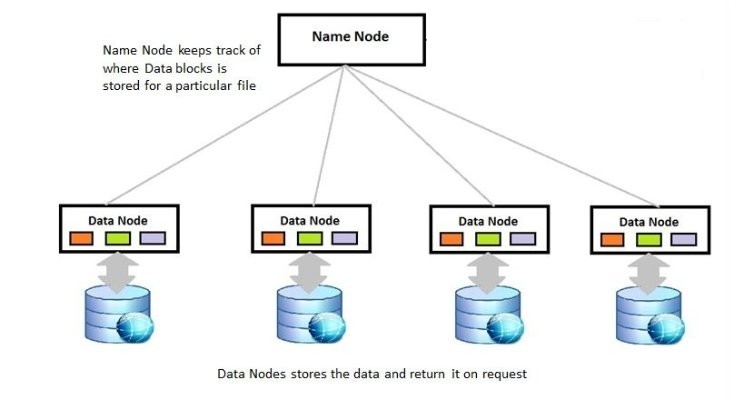 Name Node
Name Node keeps track of
where Data blocks is
stored for a particular file
Data Node
Data Node
Data Node
Data Node
Data Nodes stores the data and return it on request